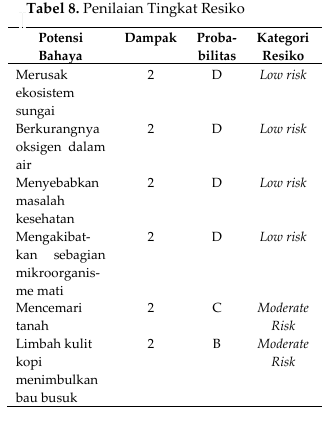 Tabel 8. Penilaian Tingkat Resiko
Potensi Dampak Proba- Kategori
Bahaya bilitas Resiko
Merusak 2 D Low risk
ekosistem
sungai
Berkurangnya 2 D Low risk
oksigen dalam
air
Menyebabkan 2 D Low risk
masalah
kesehatan
Mengakibat- 2 D Low risk
kan sebagian
mikroorganis-
me mati
Mencemari 2 C Moderate
tanah Risk
Limbah kulit 2 B Moderate
kopi Risk
menimbulkan
bau busuk